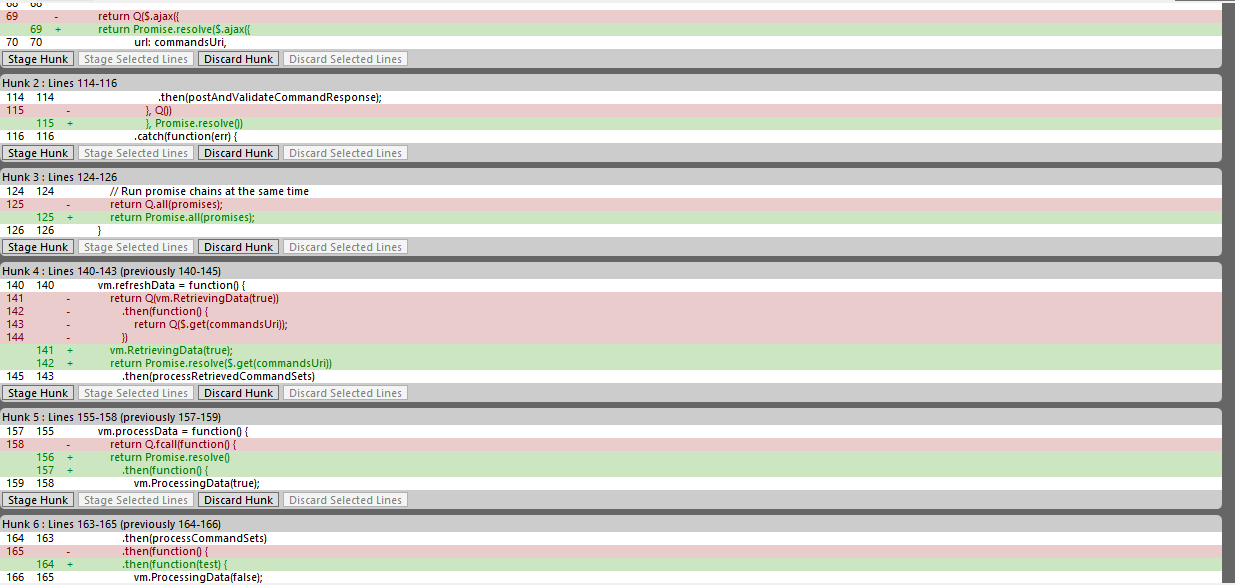 68 68
69 - return Q($.ajax({
69 + return Promise.resolve($.ajax({
70 70 url: commandsUri,
Stage Hunk Stage Selected Lines Discard Hunk Discard Selected Lines
Hunk 2 : Lines 114-116
114 114 .then(postAndValidateCommandResponse);
115 - }, Q())
115 + }, Promise.resolve())
116 116 .catch(function(err) {
Stage Hunk Stage Selected Lines Discard Hunk Discard Selected Lines
Hunk 3 : Lines 124-126
124 124 // Run promise chains at the same time
125 - return Q.all(promises);
125 + return Promise.all(promises);
126 126 }
Stage Hunk Stage Selected Lines Discard Hunk Discard Selected Lines
Hunk 4 : Lines 140-143 (previously 140-145)
140 140 vm.refreshData = function() {
141 - return Q(vm.RetrievingData(true))
142 - .then(function() {
143 - return Q($.get(commandsUri));
144 - })
141 + vm.RetrievingData(true);
142 + return Promise.resolve($.get(commandsUri))
145 143 .then(processRetrievedCommandSets)
Stage Hunk Stage Selected Lines Discard Hunk Discard Selected Lines
Hunk 5 : Lines 155-158 (previously 157-159)
157 155 vm.processData = function() {
158 - return Q.fcall(function() {
156 + return Promise.resolve()
157 + .then(function() {
159 158 vm.ProcessingData(true);
Stage Hunk Stage Selected Lines Discard Hunk Discard Selected Lines
Hunk 6 : Lines 163-165 (previously 164-166)
164 163 .then(processCommandSets)
165 - .then(function() {
164 + .then(function(test) {
166 165 vm.ProcessingData(false);